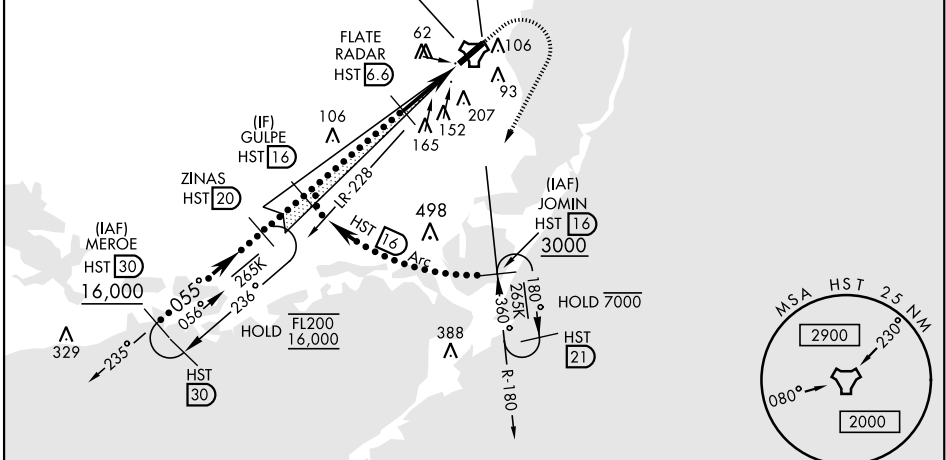 62
106
FLATE
RADAR
HST 6.6
93
207
152
165
106
(IF)
GULPE
HST 16
ZINAS
HST 20
LR-228
(IAF)
MEROE
HST 30
16,000
055°
056°
265K
236°
HOLD FL200
16,000
329
235°
HST
30
HST 16 Arc
498
388
(IAF)
JOMIN
HST 16
3000
360°
265K
180°
HOLD 7000
HST
21
R-180
MSA HST 25 NM
2900
230°
080°
2000